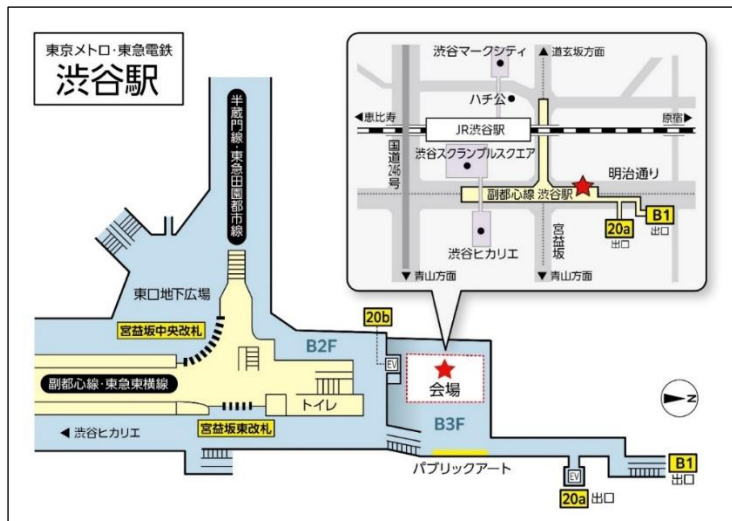 東京メトロ・東急電鉄
渋谷駅
半蔵門線・東急田園都市線
東口地下広場
宮益坂中央改札
副都心線・東急東横線
◀ 渋谷ヒカリエ
宮益坂東改札
トイレ
B2F
20b
EV
会場
B3F
パブリックアート
EV
20a 出口
B1
出口
N
渋谷マークシティ
▲道玄坂方面
ハチ公
◀恵比寿
JR渋谷駅
原宿▶
国道246号
渋谷スクランブルスクエア
明治通り
副都心線 渋谷駅
B1
出口
20a
出口
宮益坂
渋谷ヒカリエ
▼青山方面
▼青山方面